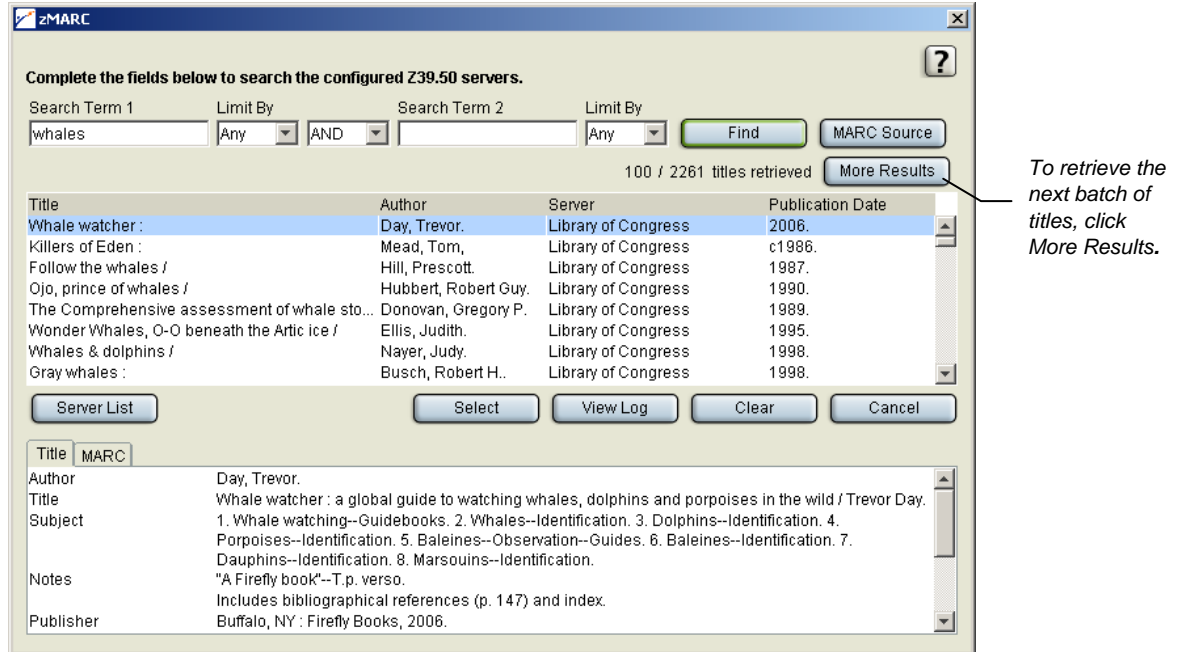 zMARC
?
Complete the fields below to search the configured Z39.50 servers.
Search Term 1 Limit By Search Term 2 Limit By
whales Any AND Any Find MARC Source
100 / 2261 titles retrieved More Results
To retrieve the
next batch of
titles, click
More Results.
Title Author Server Publication Date
Whale watcher : Day, Trevor. Library of Congress 2006.
Killers of Eden : Mead, Tom, Library of Congress c1986.
Follow the whales / Hill, Prescott. Library of Congress 1987.
Ojo, prince of whales / Hubbert, Robert Guy. Library of Congress 1990.
The Comprehensive assessment of whale sto... Donovan, Gregory P. Library of Congress 1989.
Wonder Whales, O-O beneath the Artic ice / Ellis, Judith. Library of Congress 1995.
Whales & dolphins / Nayer, Judy. Library of Congress 1998.
Gray whales : Busch, Robert H.. Library of Congress 1998.
Server List Select View Log Clear Cancel
Title MARC
Author Day, Trevor.
Title Whale watcher : a global guide to watching whales, dolphins and porpoises in the wild / Trevor Day.
Subject 1. Whale watching--Guidebooks. 2. Whales--Identification. 3. Dolphins--Identification. 4.
Porpoises--Identification. 5. Baleines--Observation--Guides. 6. Baleines--Identification. 7.
Dauphins--Identification. 8. Marsouins--Identification.
Notes "A Firefly book"--T.p. verso.
Includes bibliographical references (p. 147) and index.
Publisher Buffalo, NY : Firefly Books, 2006.